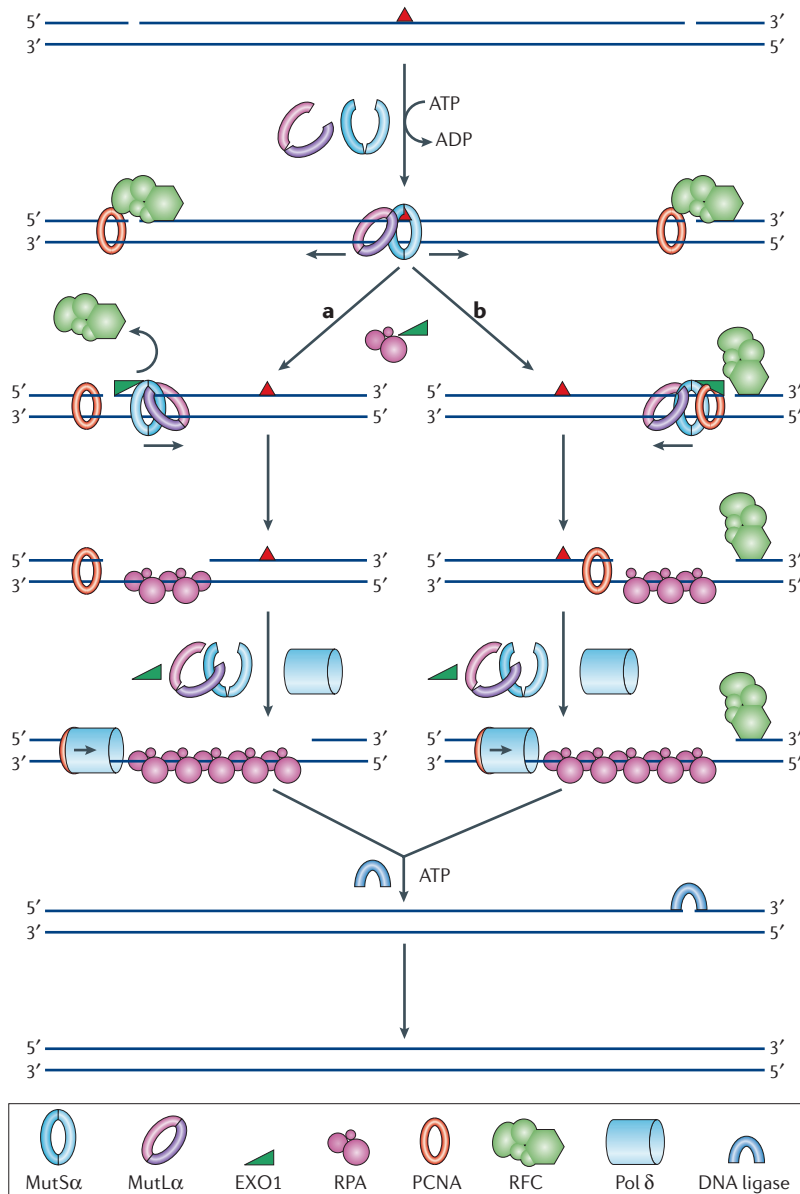 5′ 3′
3′ 5′
ATP
ADP
5′ 3′
3′ 5′
a b
5′ 3′ 5′ 3′
3′ 5′ 3′ 5′
5′ 3′ 5′ 3′
3′ 5′ 3′ 5′
5′ 3′ 5′ 3′
3′ 5′ 3′ 5′
ATP
5′ 3′
3′ 5′
5′ 3′
3′ 5′
MutSα MutLα EXO1 RPA PCNA RFC Pol δ DNA ligase